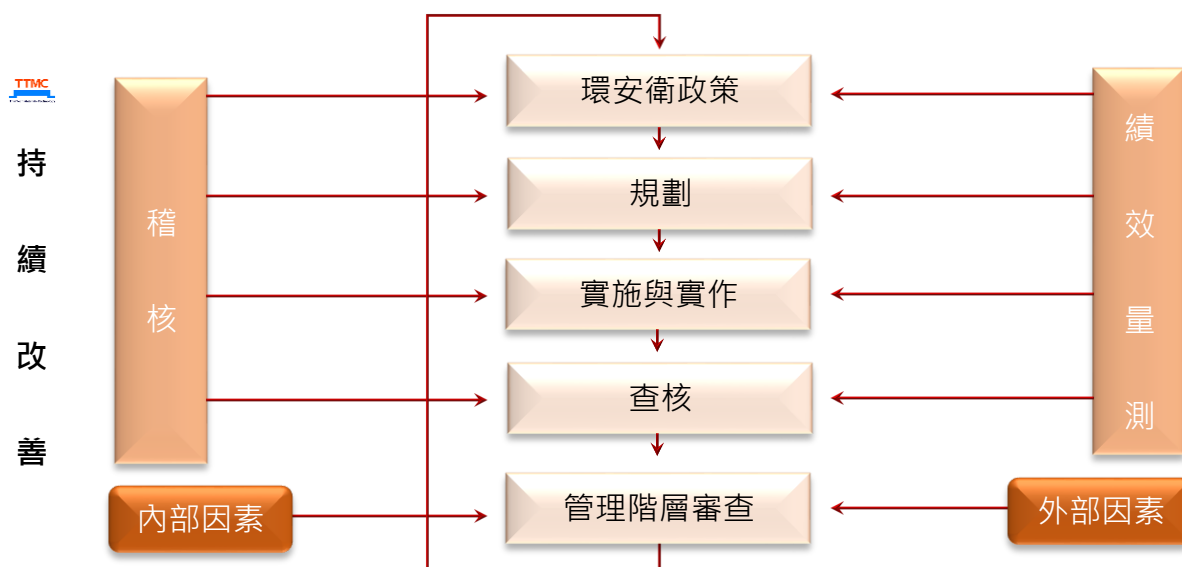 TTMC
持續改善
稽核
環安衛政策
規劃
實施與實作
查核
管理階層審查
績效量測
內部因素
外部因素